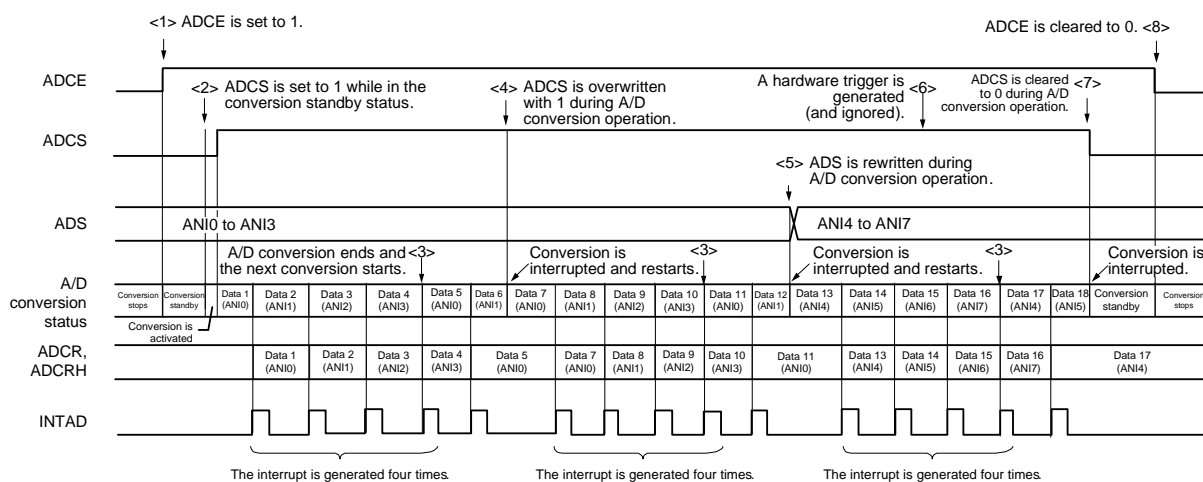 <1> ADCE is set to 1.
ADCE is cleared to 0. <8>
ADCE
<2> ADCS is set to 1 while in the
conversion standby status.
<4> ADCS is overwritten
with 1 during A/D
conversion operation.
A hardware trigger is
generated
(and ignored).
<6>
ADCS is cleared
to 0 during A/D
conversion operation.
<7>
ADCS
<5> ADS is rewritten during
A/D conversion operation.
ADS
ANI0 to ANI3
ANI4 to ANI7
A/D conversion ends and
the next conversion starts.
<3>
Conversion is
interrupted and restarts.
<3>
Conversion is
interrupted and restarts.
<3>
Conversion is
interrupted.
A/D
conversion
status
Conversion
stops
Conversion
standby
Data 1
(ANI0)
Data 2
(ANI1)
Data 3
(ANI2)
Data 4
(ANI3)
Data 5
(ANI0)
Data 6
(ANI1)
Data 7
(ANI0)
Data 8
(ANI1)
Data 9
(ANI2)
Data 10
(ANI3)
Data 11
(ANI0)
Data 12
(ANI1)
Data 13
(ANI4)
Data 14
(ANI5)
Data 15
(ANI6)
Data 16
(ANI7)
Data 17
(ANI4)
Data 18
(ANI5)
Conversion
standby
Conversion
stops
Conversion is
activated
ADCR,
ADCRH
Data 1
(ANI0)
Data 2
(ANI1)
Data 3
(ANI2)
Data 4
(ANI3)
Data 5
(ANI0)
Data 7
(ANI0)
Data 8
(ANI1)
Data 9
(ANI2)
Data 10
(ANI3)
Data 11
(ANI0)
Data 13
(ANI4)
Data 14
(ANI5)
Data 15
(ANI6)
Data 16
(ANI7)
Data 17
(ANI4)
INTAD
The interrupt is generated four times.
The interrupt is generated four times.
The interrupt is generated four times.